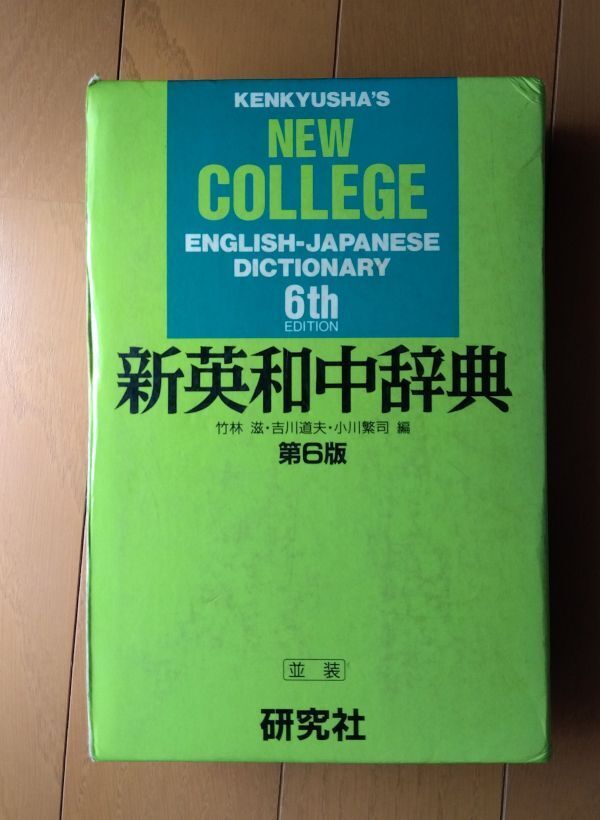 KENKYUSHA'S
NEW
COLLEGE
ENGLISH-JAPANESE
DICTIONARY
6th
EDITION
新英和中辞典
竹林 滋・吉川道夫・小川繁司 編
第6版
並 装
研究社